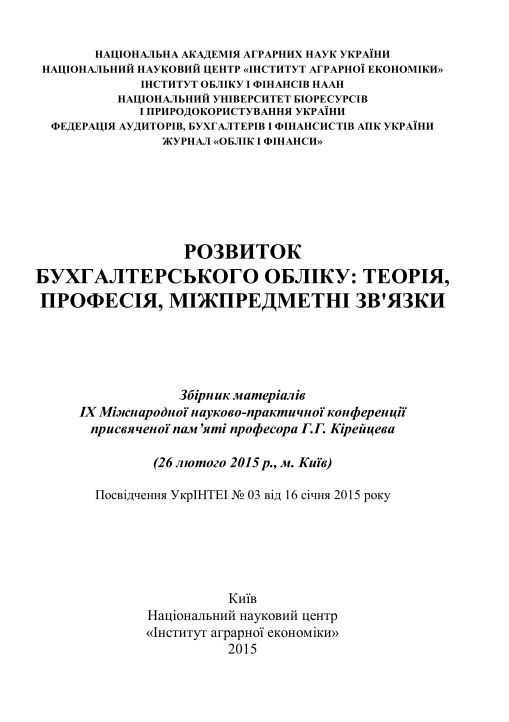 НАЦІОНАЛЬНА АКАДЕМІЯ АГРАРНИХ НАУК УКРАЇНИ
НАЦІОНАЛЬНИЙ НАУКОВИЙ ЦЕНТР «ІНСТИТУТ АГРАРНОЇ ЕКОНОМІКИ»
ІНСТИТУТ ОБЛІКУ І ФІНАНСІВ НААН
НАЦІОНАЛЬНИЙ УНІВЕРСИТЕТ БІОРЕСУРСІВ
І ПРИРОДОКОРИСТУВАННЯ УКРАЇНИ
ФЕДЕРАЦІЯ АУДИТОРІВ, БУХГАЛТЕРІВ І ФІНАНСИСТІВ АПК УКРАЇНИ
ЖУРНАЛ «ОБЛІК І ФІНАНСИ»
РОЗВИТОК
БУХГАЛТЕРСЬКОГО ОБЛІКУ: ТЕОРІЯ,
ПРОФЕСІЯ, МІЖПРЕДМЕТНІ ЗВ'ЯЗКИ
Збірник матеріалів
ІХ Міжнародної науково-практичної конференції
присвяченої пам’яті професора Г.Г. Кірейцева
(26 лютого 2015 р., м. Київ)
Посвідчення УкрІНТЕІ № 03 від 16 січня 2015 року
Київ
Національний науковий центр
«Інститут аграрної економіки»
2015